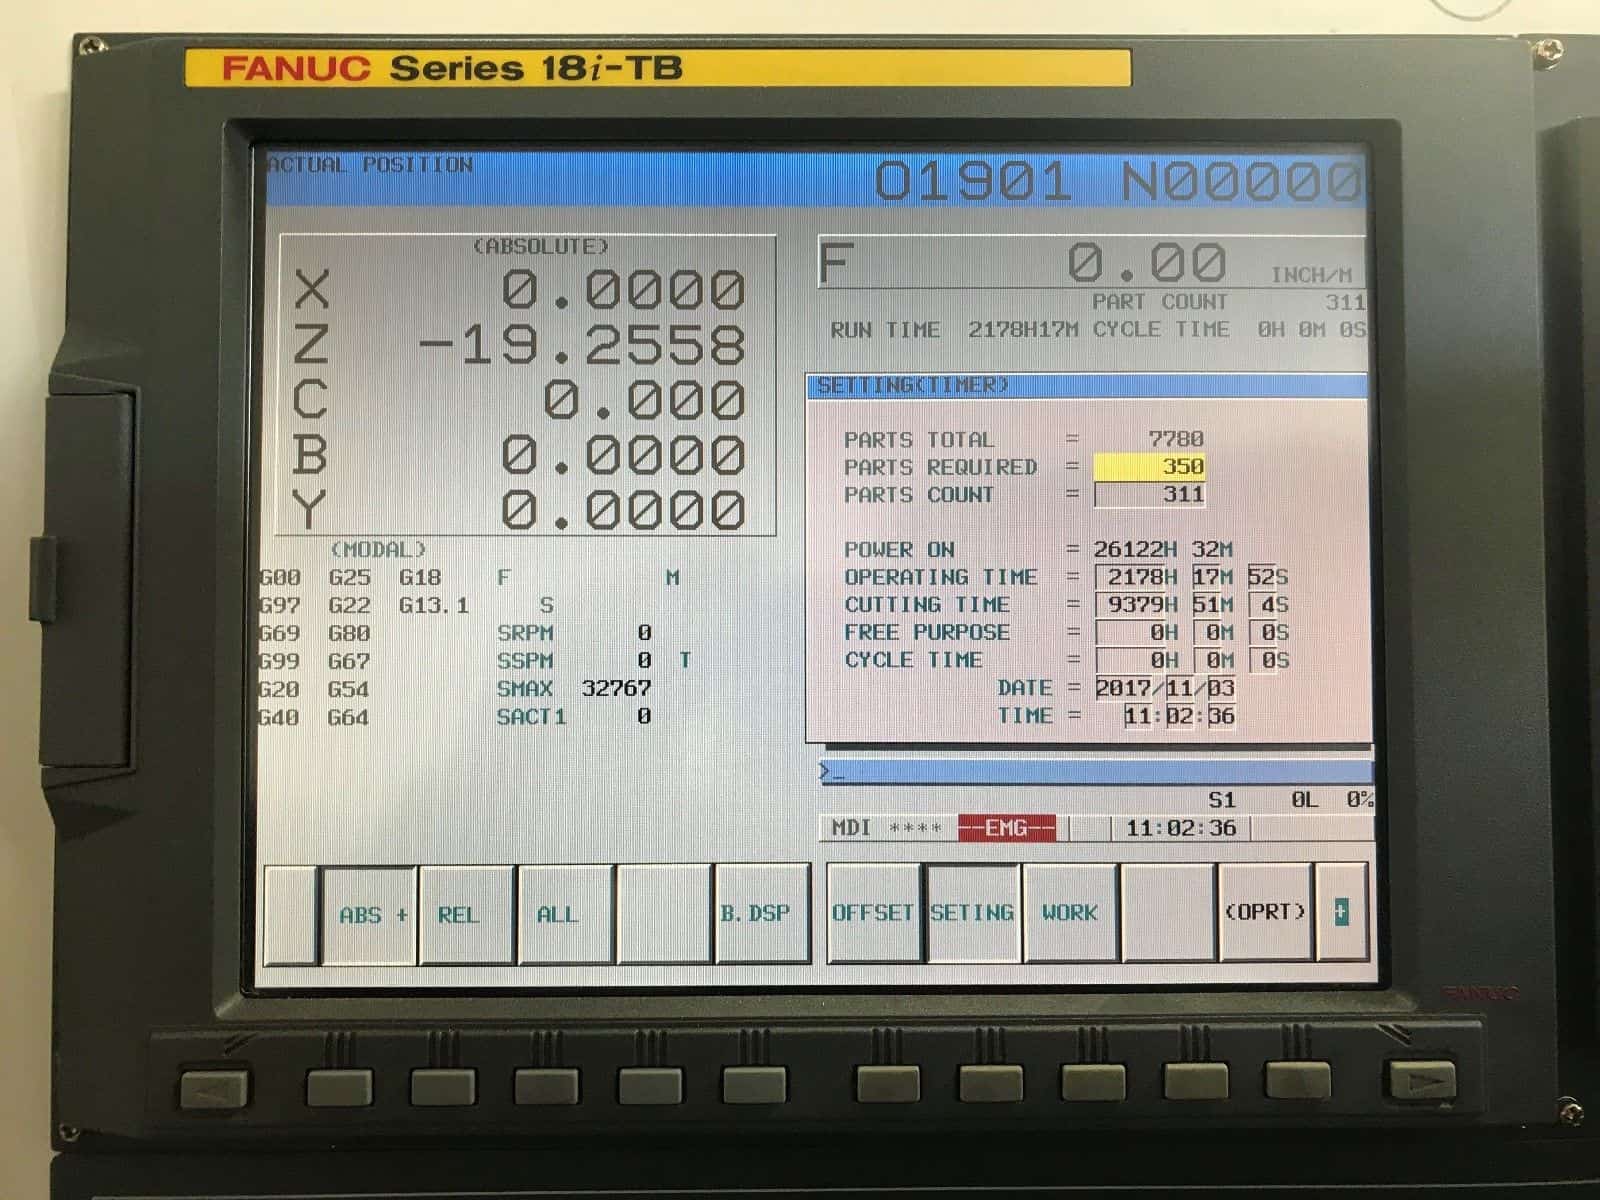 FANUC Series 18i-TB
ACTUAL POSITION
O1901 N00000
(ABSOLUTE)
X 0.0000
Z -19.2558
C 0.000
B 0.0000
Y 0.0000
F 0.00 INCH/M
PART COUNT 311
RUN TIME 2178H17M CYCLE TIME 0H 0M 0S
(MODAL)
G00 G25 G18 F M
G97 G22 G13.1 S
G69 G80 SRPM 0
G99 G67 SSPM 0 T
G20 G54 SMAX 32767
G40 G64 SACT1 0
SETTING(TIMER)
PARTS TOTAL = 7780
PARTS REQUIRED = 350
PARTS COUNT = 311
POWER ON = 26122H 32M
OPERATING TIME = 2178H 17M 52S
CUTTING TIME = 9379H 51M 4S
FREE PURPOSE = 0H 0M 0S
CYCLE TIME = 0H 0M 0S
DATE = 2017/11/03
TIME = 11:02:36
>_
S1 0L 0%
MDI **** --EMG-- 11:02:36
ABS + REL ALL B.DSP OFFSET SETING WORK (OPRT) +
FANUC